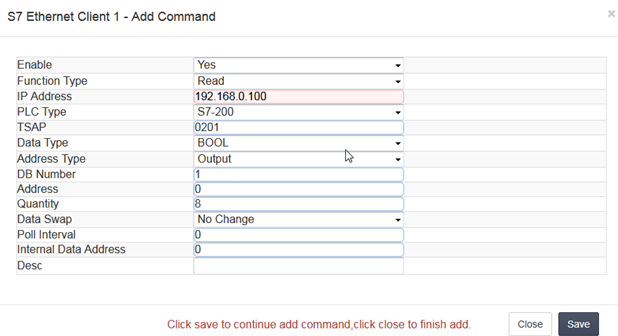 S7 Ethernet Client 1 - Add Command
×
Enable Yes
Function Type Read
IP Address 192.168.0.100
PLC Type S7-200
TSAP 0201
Data Type BOOL
Address Type Output
DB Number 1
Address 0
Quantity 8
Data Swap No Change
Poll Interval 0
Internal Data Address 0
Desc
Click save to continue add command,click close to finish add. Close Save